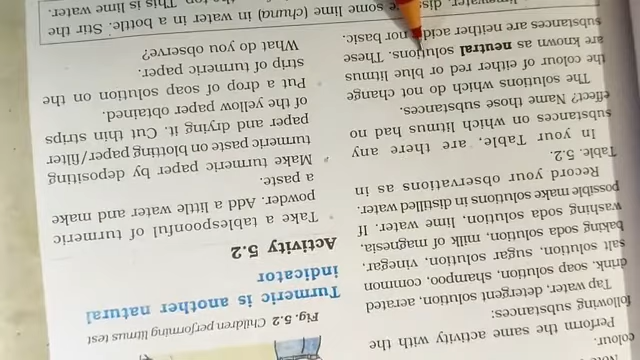 Note
colour.
Perform the same activity with the
following substances:
Tap water, detergent solution, aerated
drink, soap solution, shampoo, common
salt solution, sugar solution, vinegar,
baking soda solution, milk of magnesia,
washing soda solution, lime water. If
possible make solutions in distilled water.
Record your observations as in
Table. 5.2.
In your Table, are there any
substances on which litmus had no
effect? Name those substances.
The solutions which do not change
the colour of either red or blue litmus
are known as neutral solutions. These
substances are neither acidic nor basic.
Fig. 5.2 Children performing litmus test
Turmeric is another natural
indicator
Activity 5.2
Take a tablespoonful of turmeric
powder. Add a little water and make
a paste.
Make turmeric paper by depositing
turmeric paste on blotting paper/filter
paper and drying it. Cut thin strips
of the yellow paper obtained.
Put a drop of soap solution on the
strip of turmeric paper.
What do you observe?
some lime (chuna) in water in a bottle. Stir the
top. This is lime water.